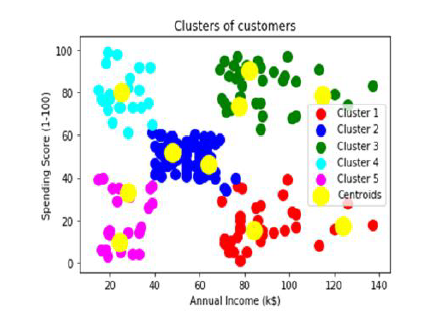 Clusters of customers
Spending Score (1-100)
100
80
60
40
20
0
Cluster 1
Cluster 2
Cluster 3
Cluster 4
Cluster 5
Centroids
20 40 60 80 100 120 140
Annual Income (k$)